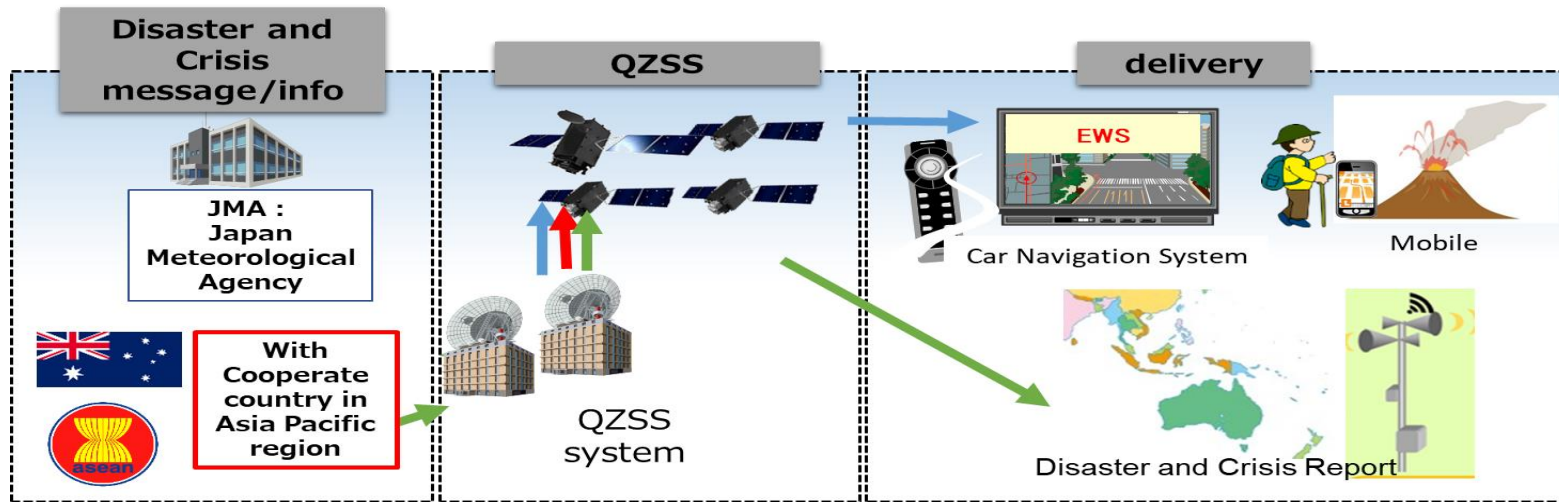 Disaster and
Crisis
message/info
QZSS
delivery
JMA :
Japan
Meteorological
Agency
With
Cooperate
country in
Asia Pacific
region
asean
QZSS
system
EWS
Car Navigation System
Mobile
Disaster and Crisis Report